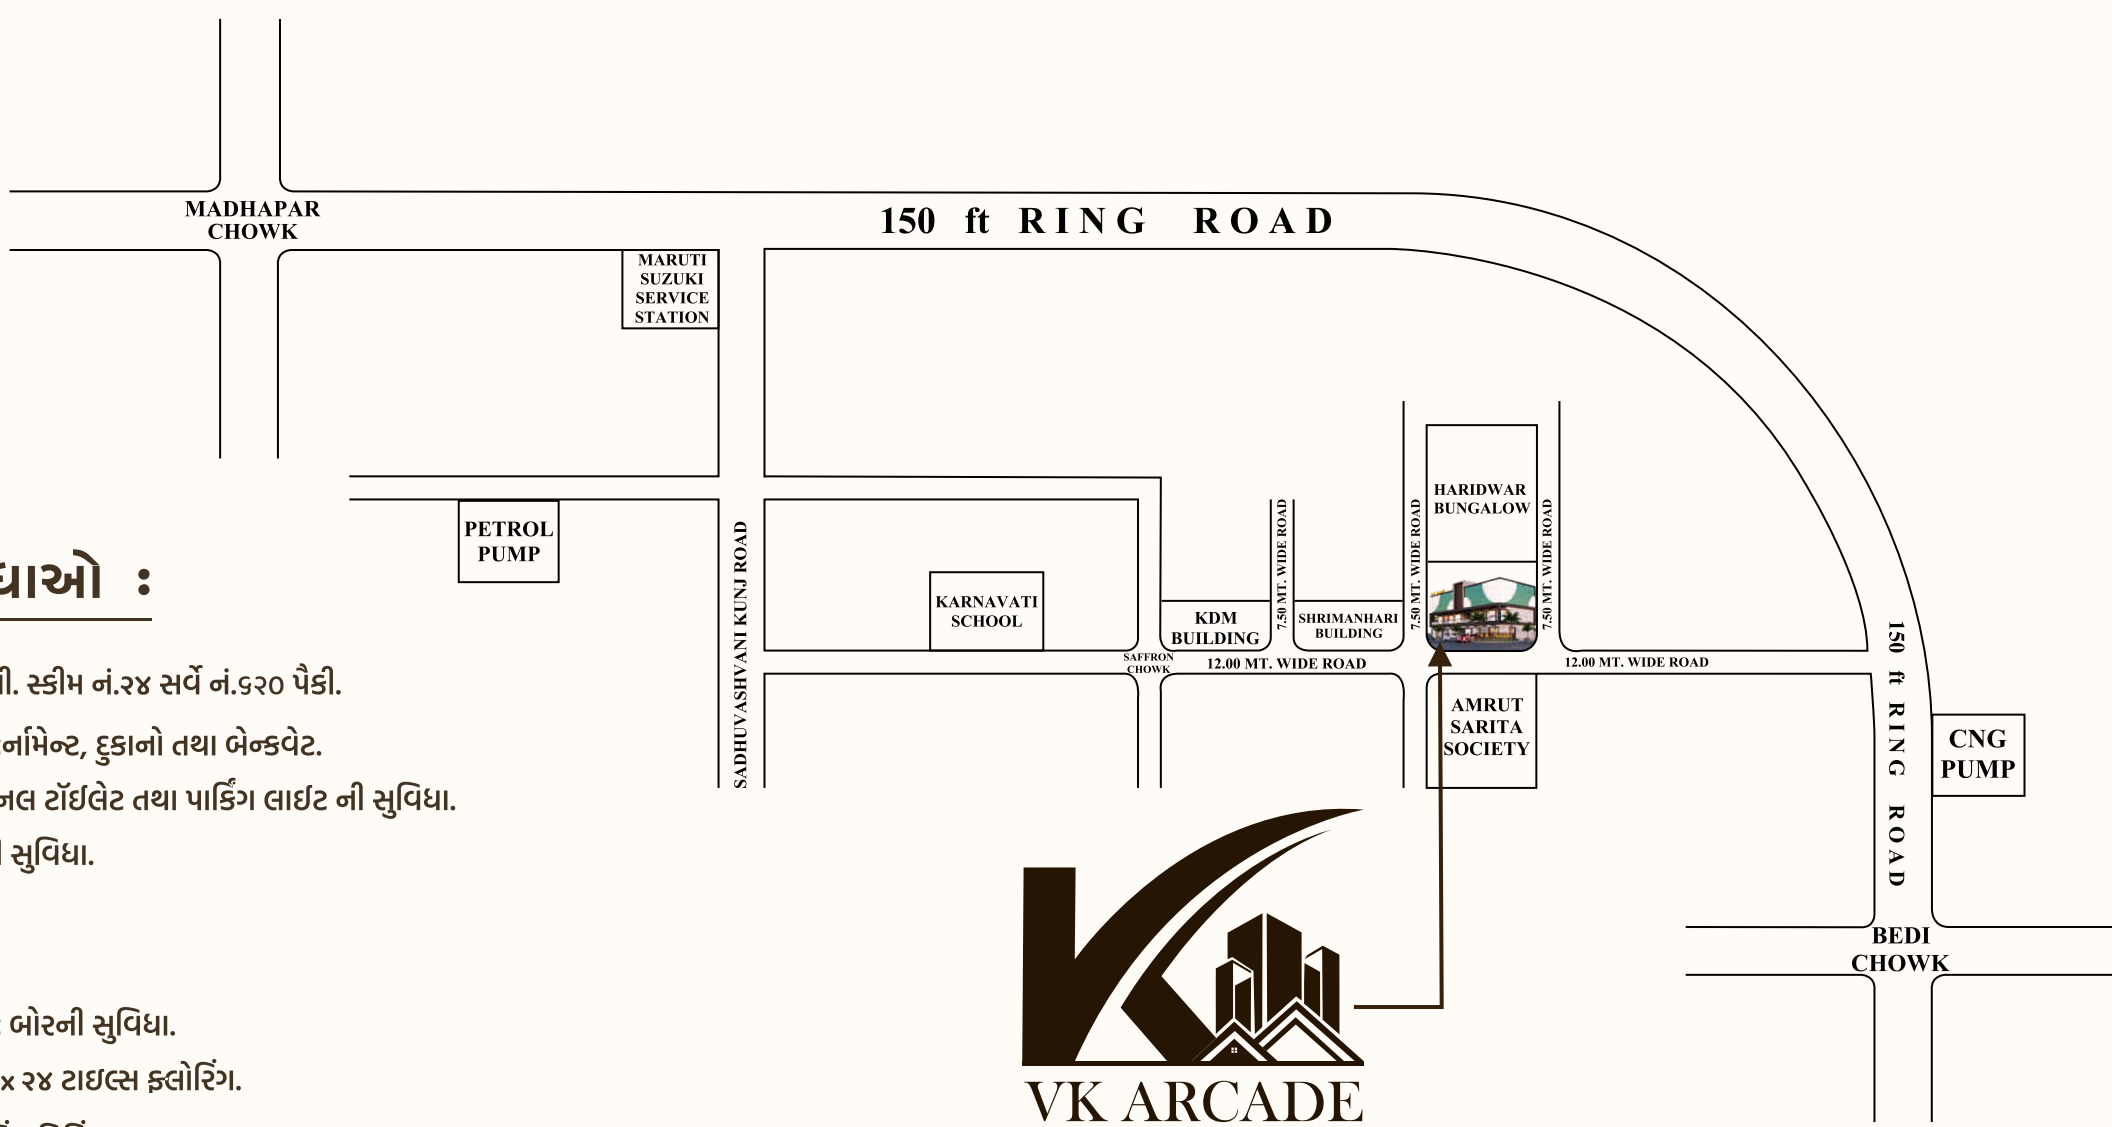 MADHAPAR
CHOWK
150 ft RING ROAD
MARUTI
SUZUKI
SERVICE
STATION
PETROL
PUMP
SADHUVASHVANI KUNJ ROAD
KARNAVATI
SCHOOL
SAFFRON
CHOWK
KDM
BUILDING
7.50 MT. WIDE ROAD
SHRIMANHARI
BUILDING
7.50 MT. WIDE ROAD
HARIDWAR
BUNGALOW
7.50 MT. WIDE ROAD
12.00 MT. WIDE ROAD
12.00 MT. WIDE ROAD
AMRUT
SARITA
SOCIETY
150 ft RING ROAD
CNG
PUMP
BEDI
CHOWK
VK ARCADE
:
સ્કીમ નં.૨૪ સર્વે નં.૬૨૦ પૈકી.
દુકાનો તથા બેન્કવેટ.
ટૉઈલેટ તથા પાર્કિંગ લાઈટ ની સુવિધા.
સુવિધા.
બોરની સુવિધા.
x ૨૪ ટાઇલ્સ ફ્લોરિંગ.